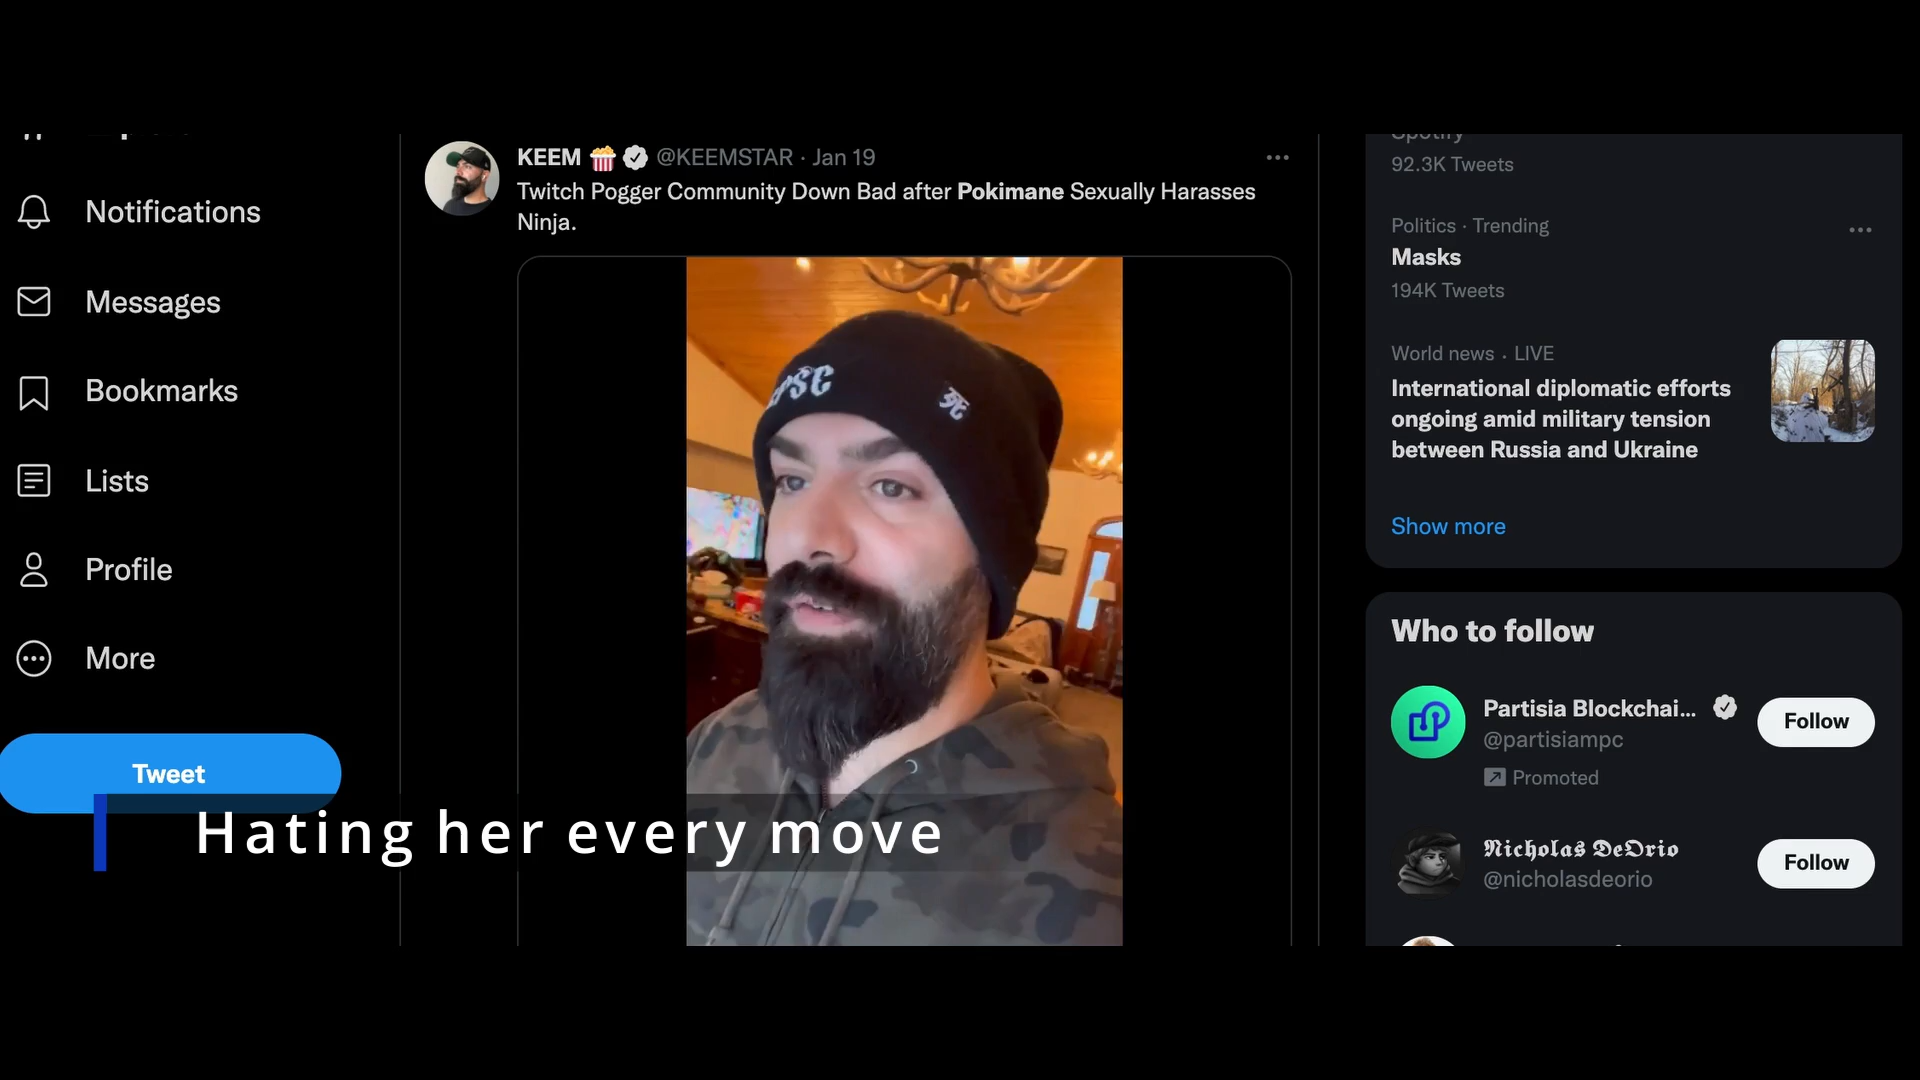 Notifications
Messages
Bookmarks
Lists
Profile
More
Tweet
KEEM @KEEMSTAR · Jan 19
Twitch Pogger Community Down Bad after Pokimane Sexually Harasses
Ninja.
死
Hating her every move
Spotify
92.3K Tweets
Politics · Trending
Masks
194K Tweets
World news · LIVE
International diplomatic efforts
ongoing amid military tension
between Russia and Ukraine
Show more
Who to follow
Partisia Blockchai...
@partisiampc
Follow
Promoted
𝕹𝖎𝖈𝖍𝖔𝖑𝖆𝖘 𝕯𝖊𝕺𝖗𝖎𝖔
@nicholasdeorio
Follow